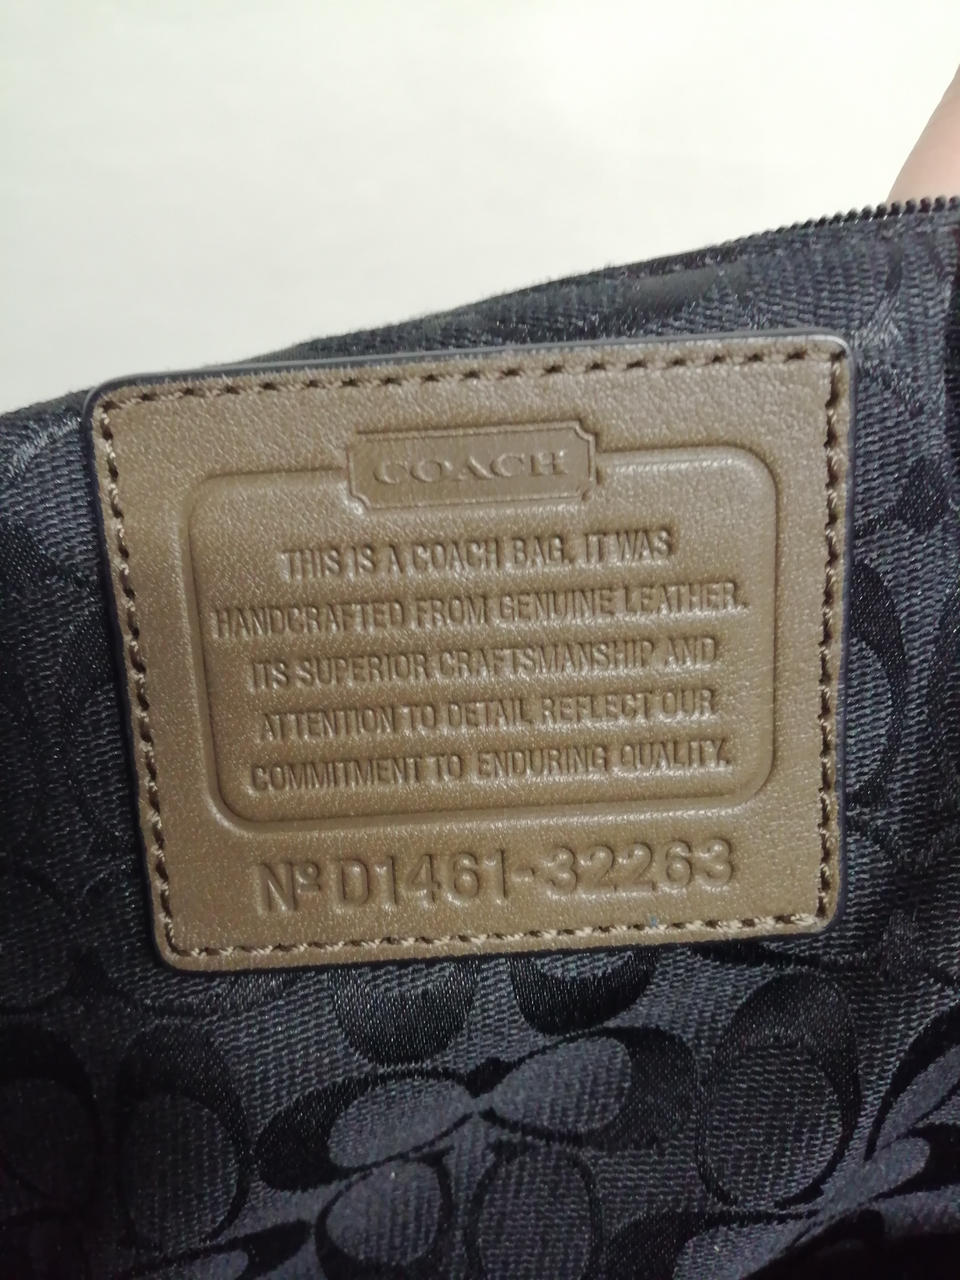 COACH
THIS IS A COACH BAG. IT WAS
HANDCRAFTED FROM GENUINE LEATHER.
ITS SUPERIOR CRAFTSMANSHIP AND
ATTENTION TO DETAIL REFLECT OUR
COMMITMENT TO ENDURING QUALITY.
Nº D1461-32263